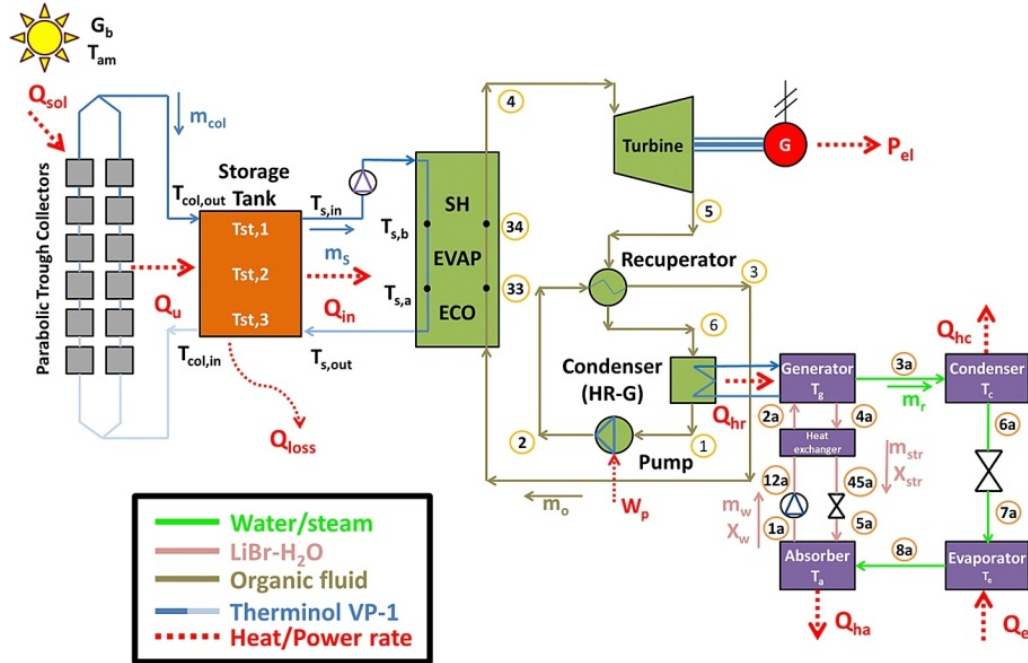 G_b
T_am
Q_sol
m_col
Parabolic Trough Collectors
Storage
Tank
T_col,out
T_s,in
Tst,1
Tst,2
Tst,3
m_S
Q_u
Q_in
T_col,in
T_s,out
Q_loss
T_s,b
T_s,a
SH
EVAP
ECO
34
33
4
Turbine
G
P_el
5
Recuperator
3
6
Condenser
(HR-G)
Q_hr
2
1
Pump
W_p
m_o
Generator
T_g
3a
m_r
Condenser
T_c
Q_hc
2a
4a
Heat
exchanger
6a
m_str
X_str
12a
45a
m_w
X_w
1a
5a
7a
Absorber
T_a
8a
Evaporator
T_e
Q_ha
Q_e
Water/steam
LiBr-H₂O
Organic fluid
Therminol VP-1
Heat/Power rate